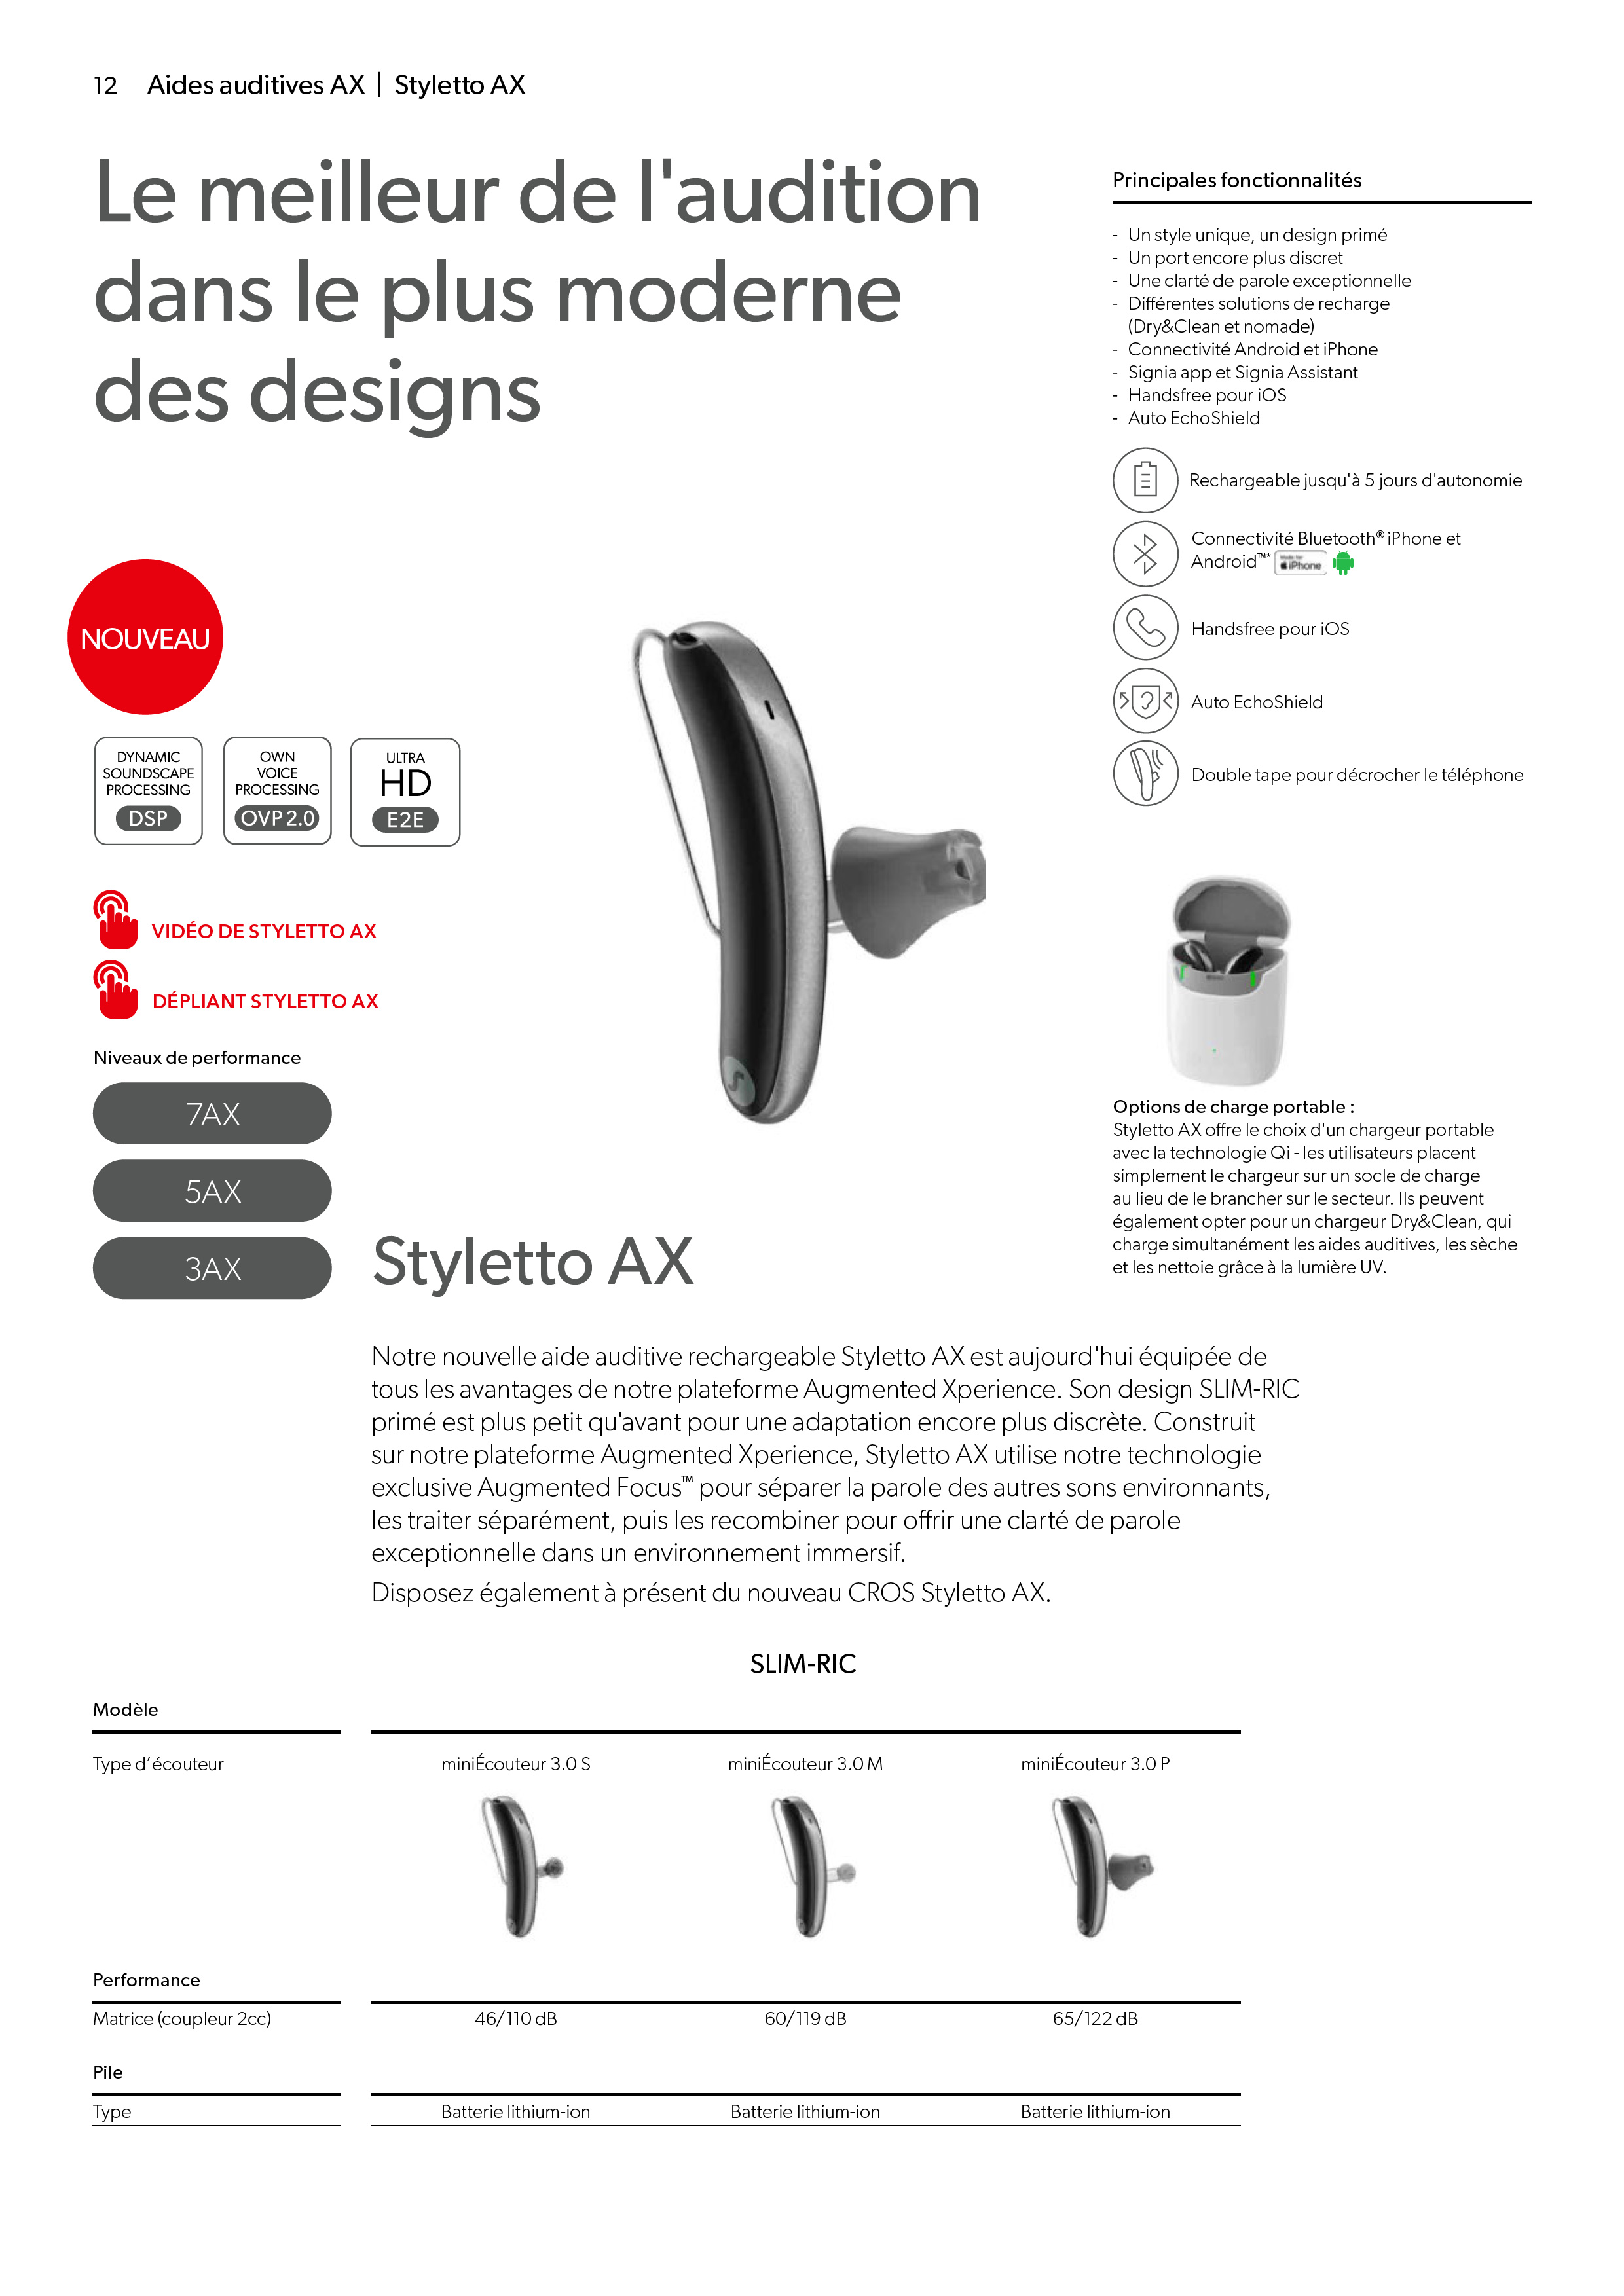 12 Aides auditives AX | Styletto AX
Le meilleur de l'audition
dans le plus moderne
des designs
NOUVEAU
DYNAMIC
SOUNDSCAPE
PROCESSING
DSP
OWN
VOICE
PROCESSING
OVP 2.0
ULTRA
HD
E2E
VIDÉO DE STYLETTO AX
DÉPLIANT STYLETTO AX
Niveaux de performance
7AX
5AX
3AX
Principales fonctionnalités
- Un style unique, un design primé
- Un port encore plus discret
- Une clarté de parole exceptionnelle
- Différentes solutions de recharge
(Dry&Clean et nomade)
- Connectivité Android et iPhone
- Signia app et Signia Assistant
- Handsfree pour iOS
- Auto EchoShield
Rechargeable jusqu'à 5 jours d'autonomie
Connectivité Bluetooth® iPhone et
Android™* Made for iPhone
Handsfree pour iOS
Auto EchoShield
Double tape pour décrocher le téléphone
Options de charge portable :
Styletto AX offre le choix d'un chargeur portable
avec la technologie Qi - les utilisateurs placent
simplement le chargeur sur un socle de charge
au lieu de le brancher sur le secteur. Ils peuvent
également opter pour un chargeur Dry&Clean, qui
charge simultanément les aides auditives, les sèche
et les nettoie grâce à la lumière UV.
Styletto AX
Notre nouvelle aide auditive rechargeable Styletto AX est aujourd'hui équipée de
tous les avantages de notre plateforme Augmented Xperience. Son design SLIM-RIC
primé est plus petit qu'avant pour une adaptation encore plus discrète. Construit
sur notre plateforme Augmented Xperience, Styletto AX utilise notre technologie
exclusive Augmented Focus™ pour séparer la parole des autres sons environnants,
les traiter séparément, puis les recombiner pour offrir une clarté de parole
exceptionnelle dans un environnement immersif.
Disposez également à présent du nouveau CROS Styletto AX.
SLIM-RIC
Modèle
Type d’écouteur miniÉcouteur 3.0 S miniÉcouteur 3.0 M miniÉcouteur 3.0 P
Performance
Matrice (coupleur 2cc) 46/110 dB 60/119 dB 65/122 dB
Pile
Type Batterie lithium-ion Batterie lithium-ion Batterie lithium-ion